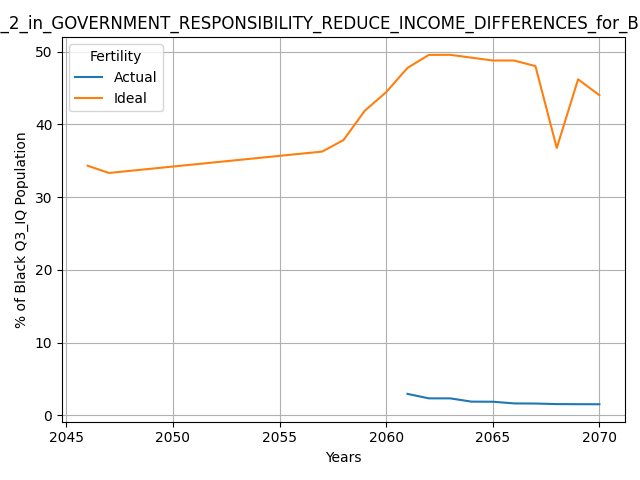 _2_in_GOVERNMENT_RESPONSIBILITY_REDUCE_INCOME_DIFFERENCES_for_B
Fertility
Actual
Ideal
% of Black Q3_IQ Population
50
40
30
20
10
0
2045 2050 2055 2060 2065 2070
Years